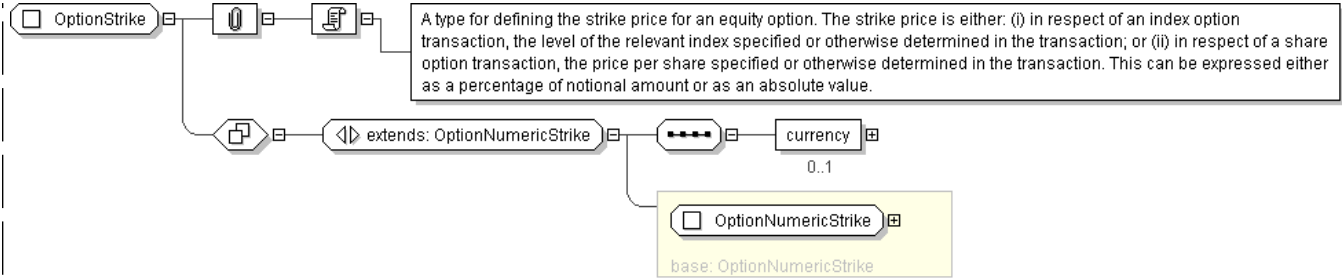 OptionStrike
A type for defining the strike price for an equity option. The strike price is either: (i) in respect of an index option
transaction, the level of the relevant index specified or otherwise determined in the transaction; or (ii) in respect of a share
option transaction, the price per share specified or otherwise determined in the transaction. This can be expressed either
as a percentage of notional amount or as an absolute value.
extends: OptionNumericStrike
currency
0..1
OptionNumericStrike
base: OptionNumericStrike